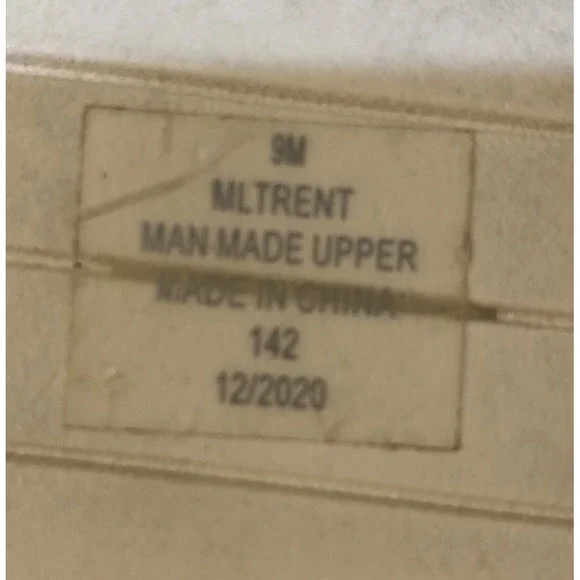 9M
MLTRENT
MAN MADE UPPER
MADE IN CHINA
142
12/2020